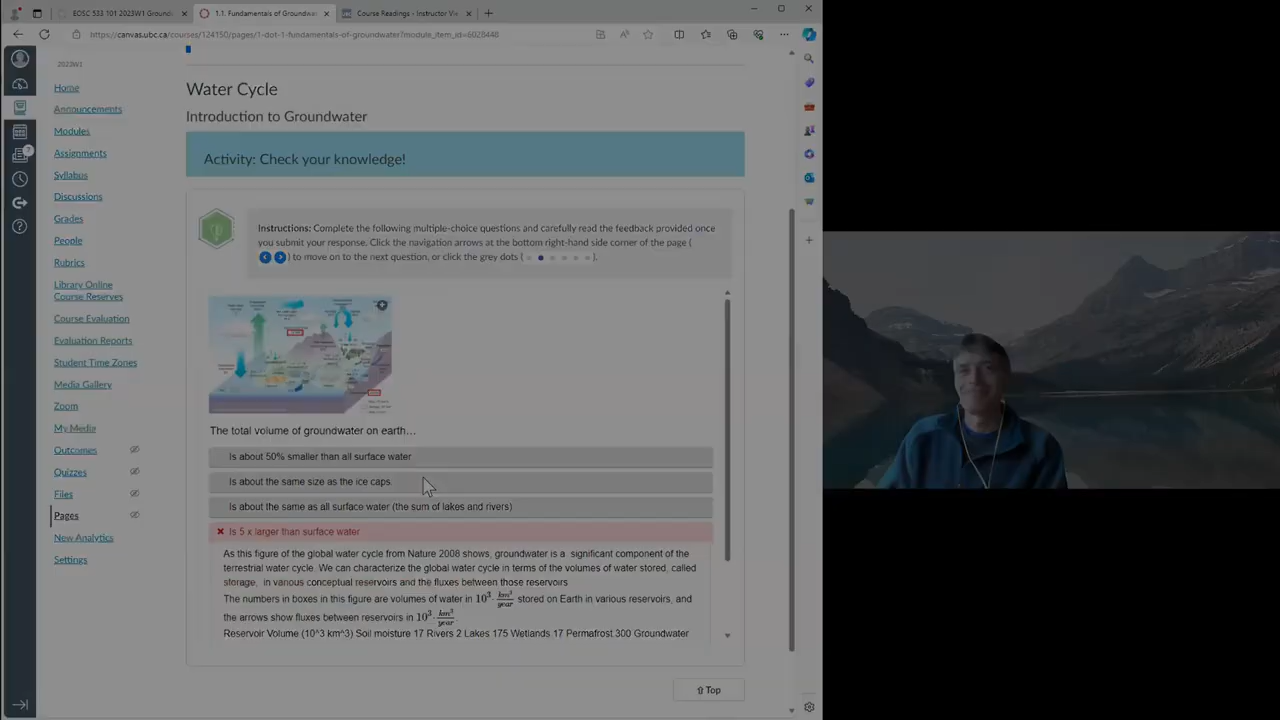 EOSC 533 101 2023W1 Ground
1.1. Fundamentals of Groundwa
Course Readings - Instructor Vi
https://canvas.ubc.ca/courses/124150/pages/1-dot-1-fundamentals-of-groundwater?module_item_id=6028448
2023W1
Home
Announcements
Modules
Assignments
Syllabus
Discussions
Grades
People
Rubrics
Library Online
Course Reserves
Course Evaluation
Evaluation Reports
Student Time Zones
Media Gallery
Zoom
My Media
Outcomes
Quizzes
Files
Pages
New Analytics
Settings
Water Cycle
Introduction to Groundwater
Activity: Check your knowledge!
Instructions: Complete the following multiple-choice questions and carefully read the feedback provided once
you submit your response. Click the navigation arrows at the bottom right-hand side corner of the page (
) to move on to the next question, or click the grey dots ( ).
The total volume of groundwater on earth...
Is about 50% smaller than all surface water
Is about the same size as the ice caps.
Is about the same as all surface water (the sum of lakes and rivers)
Is 5 x larger than surface water
As this figure of the global water cycle from Nature 2008 shows, groundwater is a significant component of the
terrestrial water cycle. We can characterize the global water cycle in terms of the volumes of water stored, called
storage, in various conceptual reservoirs and the fluxes between those reservoirs
The numbers in boxes in this figure are volumes of water in 10³ · km³/year stored on Earth in various reservoirs, and
the arrows show fluxes between reservoirs in 10³ · km³/year
Reservoir Volume (10^3 km^3) Soil moisture 17 Rivers 2 Lakes 175 Wetlands 17 Permafrost 300 Groundwater
Top